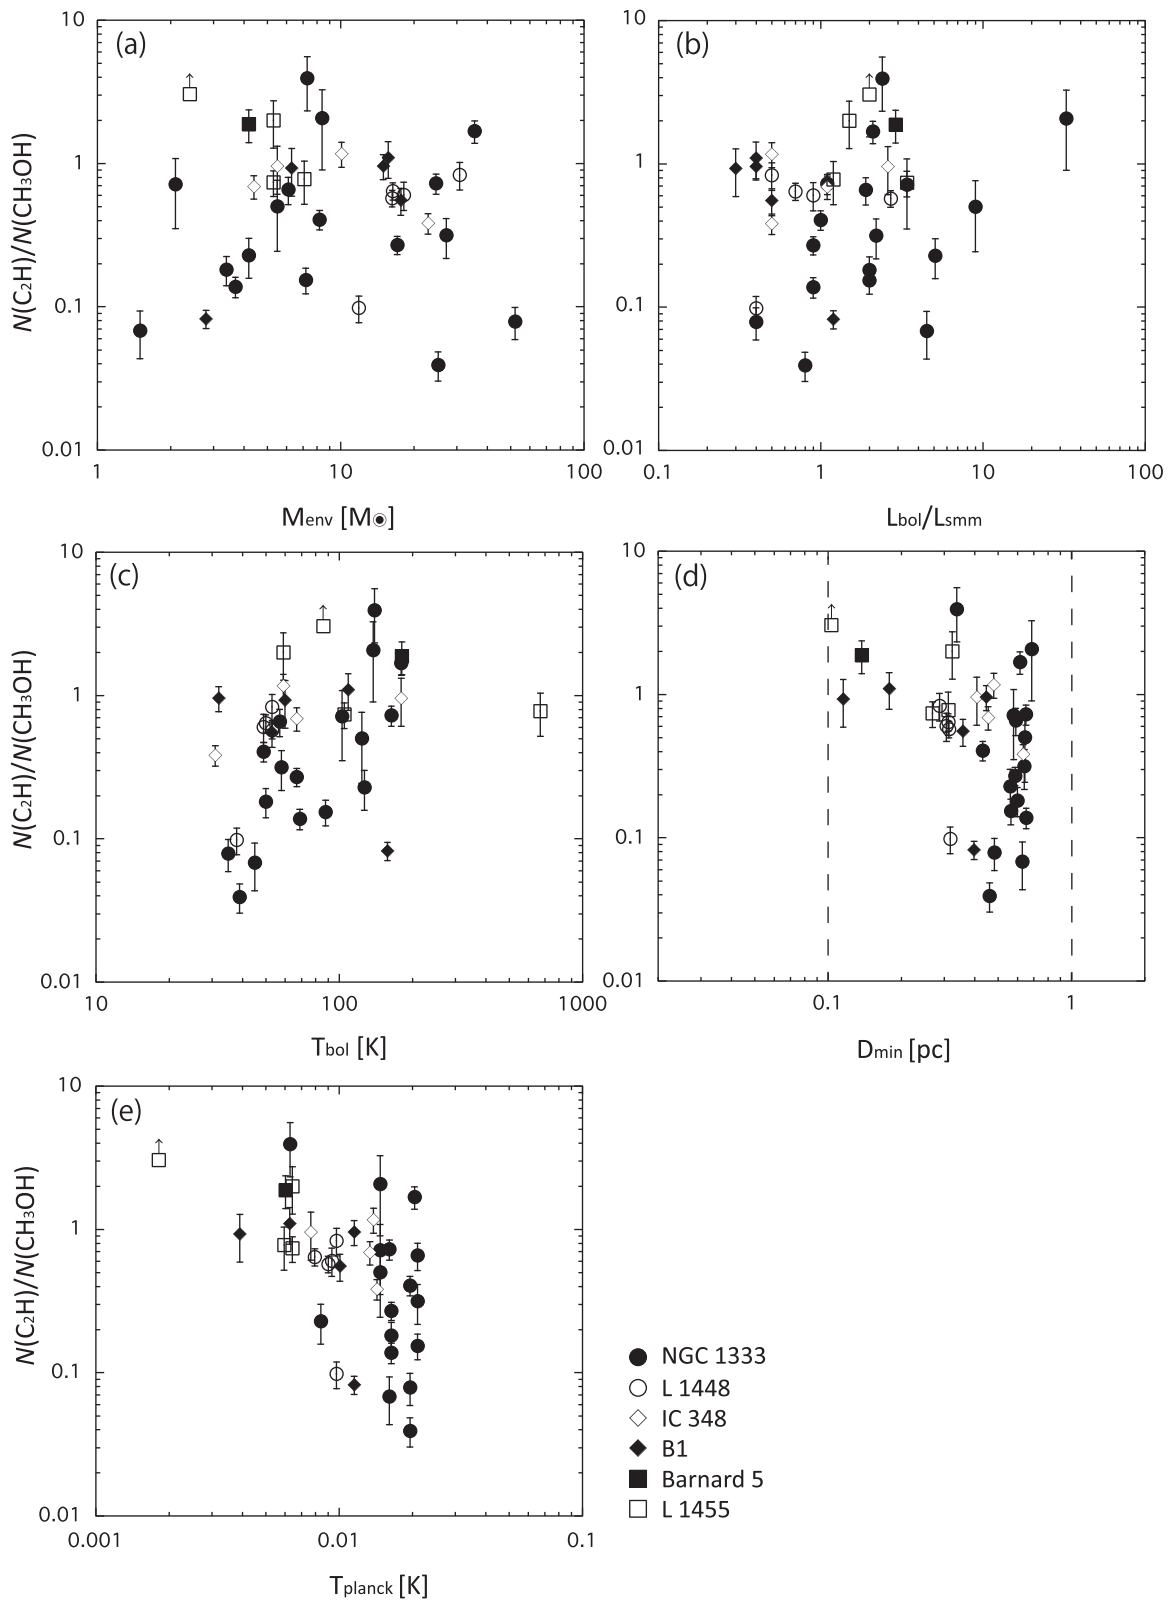 (a)
10
1
0.1
0.01
N(C2H)/N(CH3OH)
1
10
100
Menv [M☉]
(b)
10
1
0.1
0.01
0.1
1
10
100
Lbol/Lsmm
(c)
10
1
0.1
0.01
N(C2H)/N(CH3OH)
10
100
1000
Tbol [K]
(d)
10
1
0.1
0.01
0.1
1
Dmin [pc]
(e)
10
1
0.1
0.01
N(C2H)/N(CH3OH)
0.001
0.01
0.1
Tplanck [K]
NGC 1333
L 1448
IC 348
B1
Barnard 5
L 1455